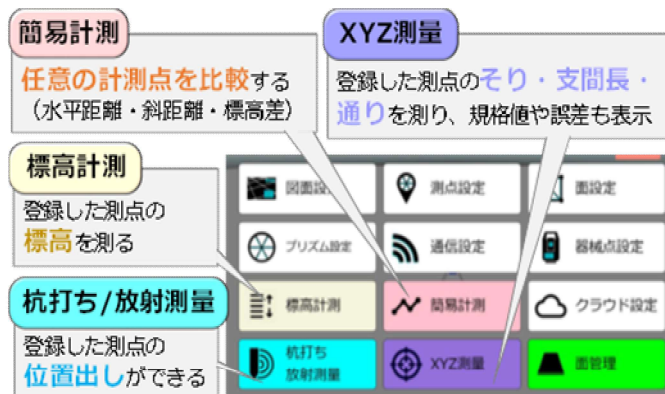 簡易計測
任意の計測点を比較する
（水平距離・斜距離・標高差）
XYZ測量
登録した測点のそり・支間長・
通りを測り、規格値や誤差も表示
標高計測
登録した測点の
標高を測る
杭打ち/放射測量
登録した測点の
位置出しができる
図面設
測点設定
面設定
プリズム設定
通信設定
器械点設定
標高計測
簡易計測
クラウド設定
杭打ち
放射測量
XYZ測量
面管理